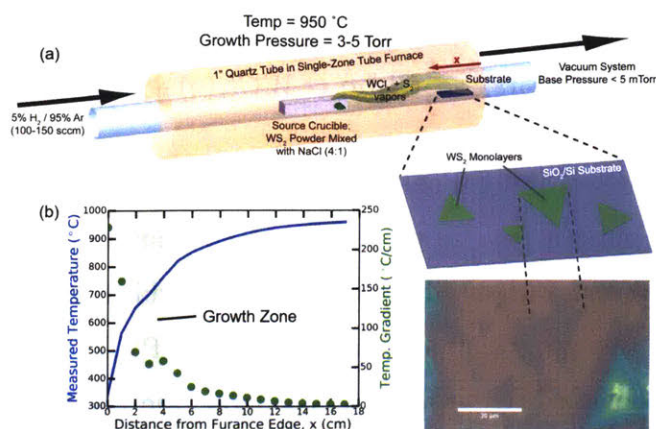 Temp = 950 °C
Growth Pressure = 3-5 Torr
(a)
1" Quartz Tube in Single-Zone Tube Furnace
x
WClₓ + S₂
vapors
Substrate
Vacuum System
Base Pressure < 5 mTorr
5% H₂ / 95% Ar
(100-150 sccm)
Source Crucible,
WS₂ Powder Mixed
with NaCl (4:1)
WS₂ Monolayers
SiO₂/Si Substrate
(b)
Measured Temperature (°C)
1000
900
800
700
600
500
400
300
Growth Zone
250
200
150
100
50
0
Temp. Gradient (°C/cm)
0 2 4 6 8 10 12 14 16 18
Distance from Furance Edge, x (cm)
20 μm